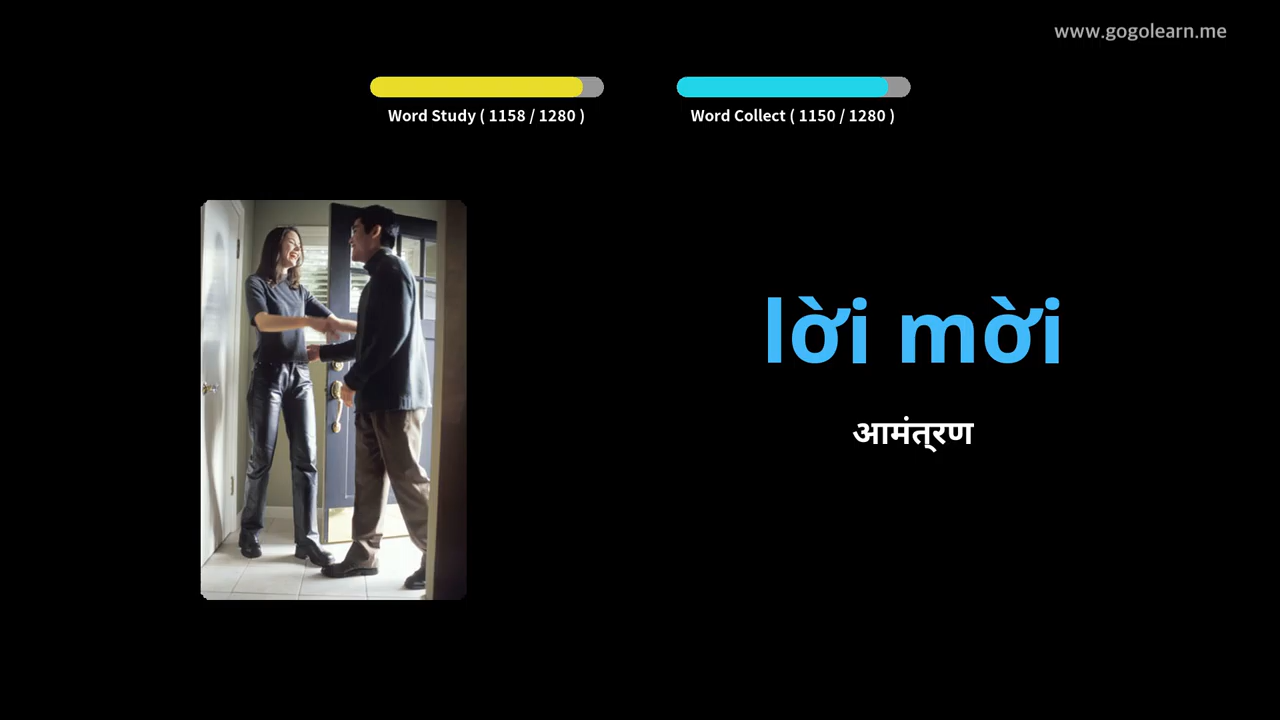 www.gogolearn.me
Word Study ( 1158 / 1280 )
Word Collect ( 1150 / 1280 )
lời mời
आमंत्रण